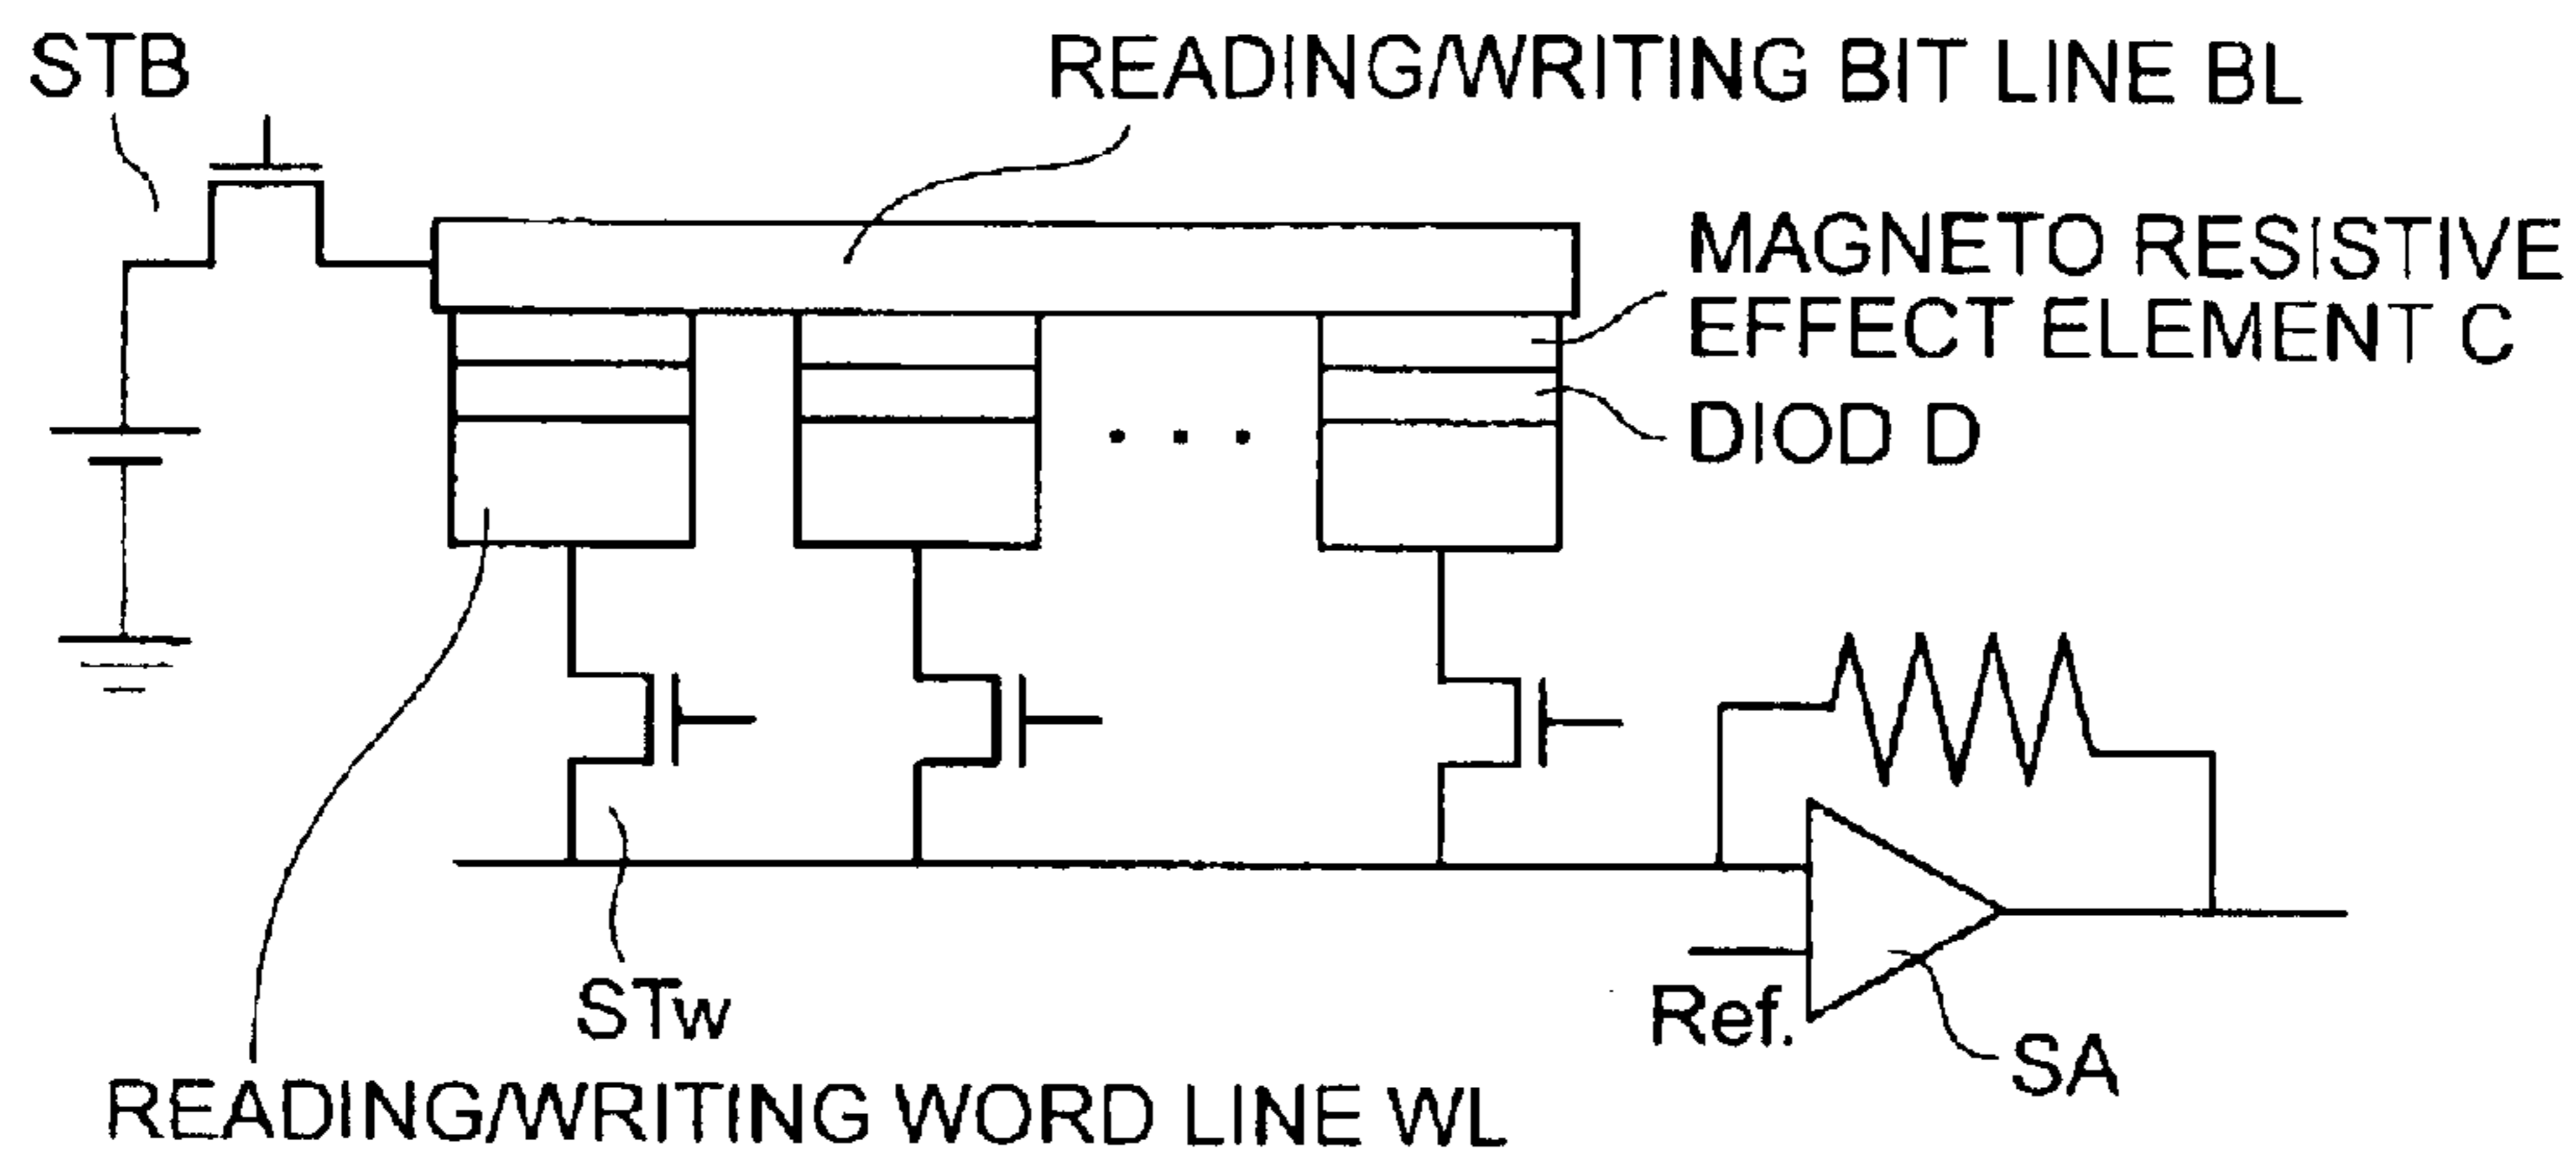 STB
READING/WRITING BIT LINE BL
MAGNETO RESISTIVE
EFFECT ELEMENT C
DIOD D
STw
Ref.
SA
READING/WRITING WORD LINE WL